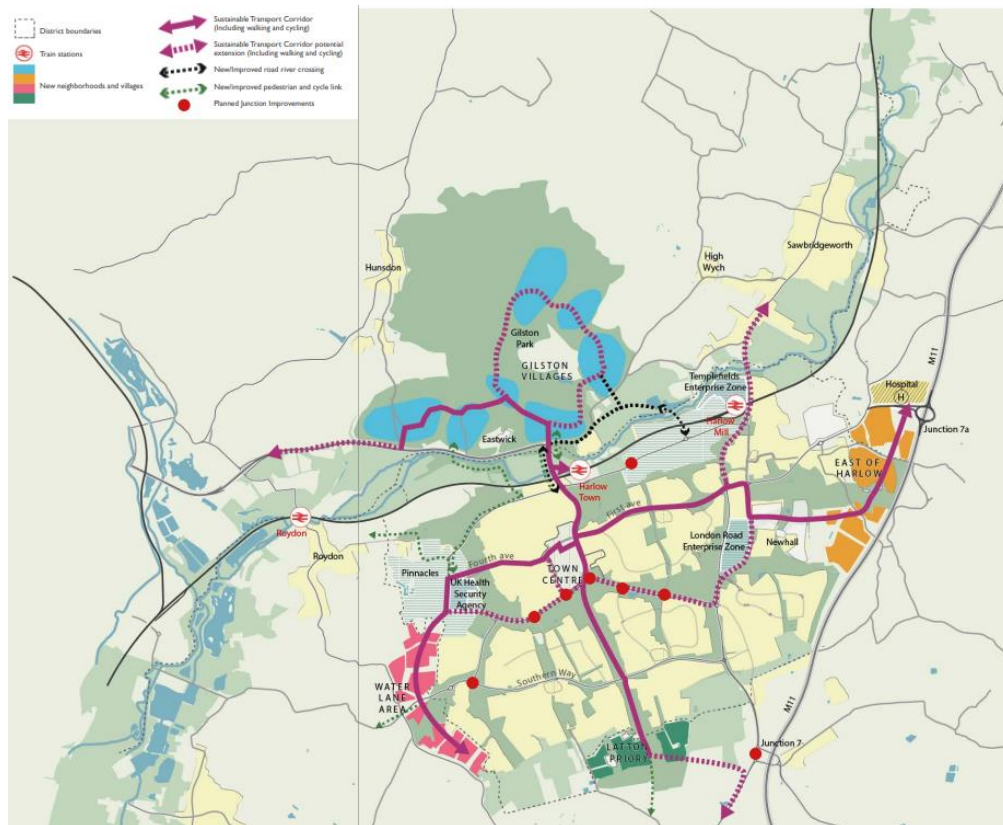 District boundaries
Train stations
New neighborhoods and villages
Sustainable Transport Corridor
(Including walking and cycling)
Sustainable Transport Corridor potential
extension (Including walking and cycling)
New/Improved road river crossing
New/Improved pedestrian and cycle link
Planned Junction Improvements
Hunsdon
High
Wych
Sawbridgeworth
Gilston
Park
GILSTON
VILLAGES
M11
Templefields
Enterprise Zone
Hospital
H
Harlow
Mill
Junction 7a
Eastwick
EAST OF
HARLOW
Harlow
Town
First ave
Roydon
Roydon
London Road
Enterprise Zone
Newhall
Fourth ave
Pinnacles
TOWN
CENTRE
UK Health
Security
Agency
Southern Way
WATER
LANE
AREA
M11
LATTON
PRIORY
Junction 7